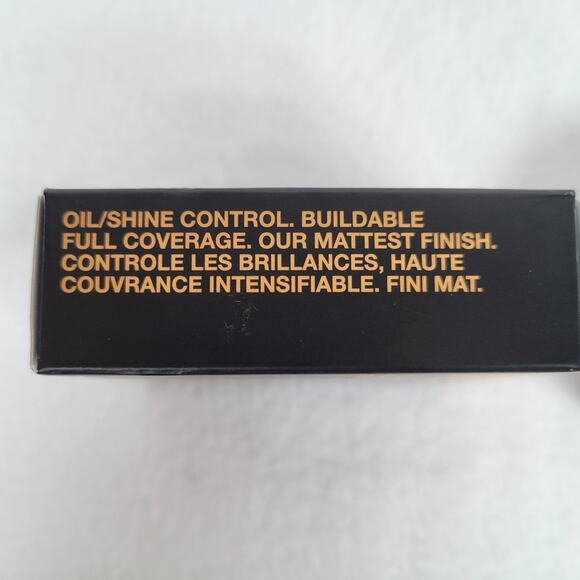 OIL/SHINE CONTROL. BUILDABLE
FULL COVERAGE. OUR MATTEST FINISH.
CONTROLE LES BRILLANCES, HAUTE
COUVRANCE INTENSIFIABLE. FINI MAT.